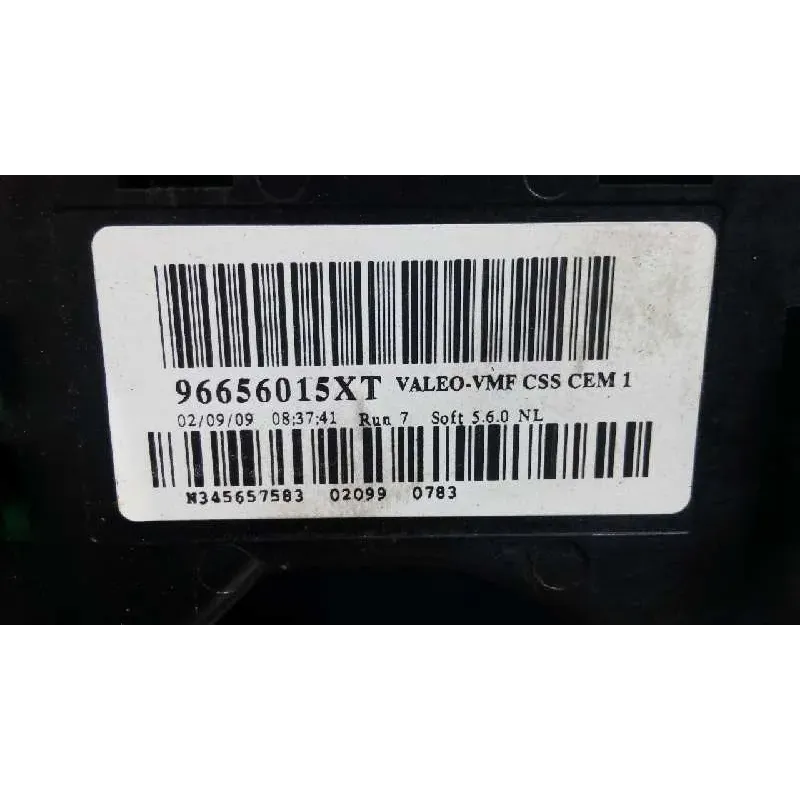 96656015XT VALEO-VMF CSS CEM 1
02/09/09 08:37:41 Run 7 Soft 5.6.0 NL
N345657583 02099 0783